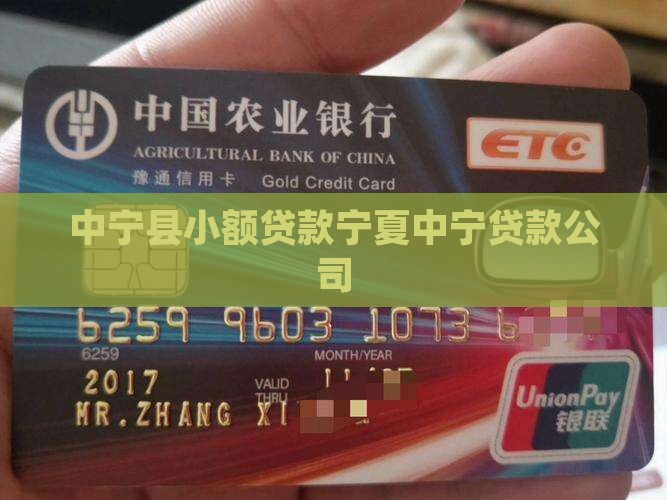 中国农业银行
AGRICULTURAL BANK OF CHINA
豫通信用卡 Gold Credit Card
ETC
中宁县小额贷款宁夏中宁贷款公
司
6259 9603 1073 6
6259
MONTH/YEAR
2017
VALID
THRU
MR.ZHANG XI
UnionPay
银联